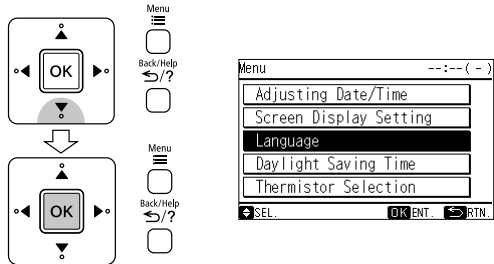 Menu
OK
Back/Help
/?
Menu
OK
Back/Help
/?
Menu --:--( - )
Adjusting Date/Time
Screen Display Setting
Language
Daylight Saving Time
Thermistor Selection
SEL. OK ENT. RTN.